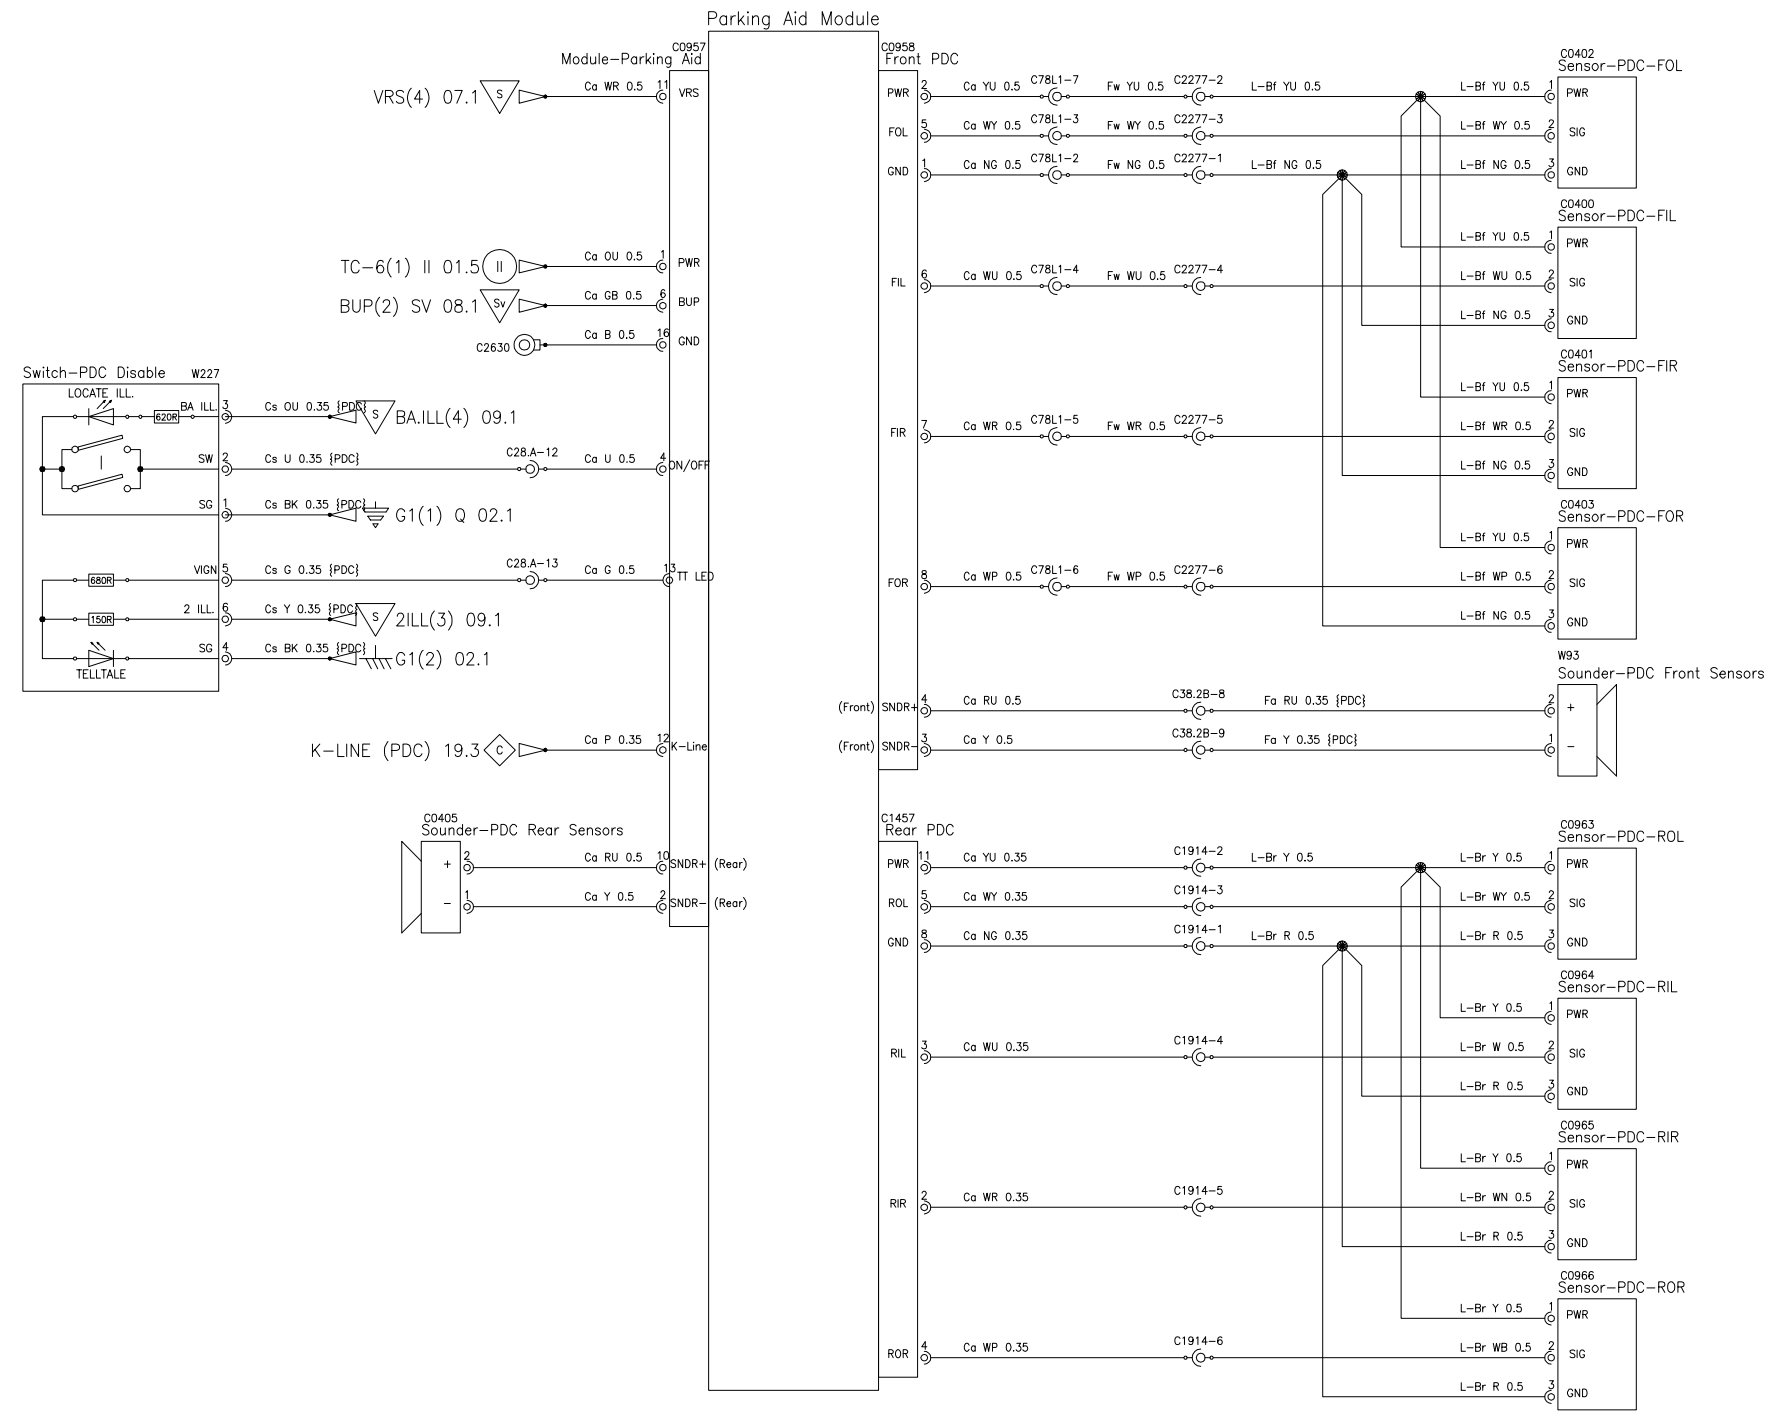 Parking Aid Module
C0957
Module-Parking Aid
VRS(4) 07.1
S
Ca WR 0.5
11
VRS
TC-6(1) II 01.5
II
Ca OU 0.5
1
PWR
BUP(2) SV 08.1
Sv
Ca GB 0.5
6
BUP
C2630
Ca B 0.5
16
GND
Switch-PDC Disable
W227
LOCATE ILL.
620R
BA ILL.
3
Cs OU 0.35 {PDC}
S
BA.ILL(4) 09.1
SW
2
Cs U 0.35 {PDC}
C28.A-12
Ca U 0.5
4
ON/OFF
SG
1
Cs BK 0.35 {PDC}
G1(1) Q 02.1
680R
VIGN
5
Cs G 0.35 {PDC}
C28.A-13
Ca G 0.5
13
TT LED
150R
2 ILL.
6
Cs Y 0.35 {PDC}
S
2ILL(3) 09.1
SG
4
Cs BK 0.35 {PDC}
G1(2) 02.1
TELLTALE
K-LINE (PDC) 19.3
C
Ca P 0.35
12
K-Line
C0405
Sounder-PDC Rear Sensors
+
2
Ca RU 0.5
10
SNDR+ (Rear)
-
1
Ca Y 0.5
2
SNDR- (Rear)
C0958
Front PDC
PWR
2
Ca YU 0.5
C78L1-7
Fw YU 0.5
C2277-2
L-Bf YU 0.5
L-Bf YU 0.5
1
PWR
C0402
Sensor-PDC-FOL
FOL
5
Ca WY 0.5
C78L1-3
Fw WY 0.5
C2277-3
L-Bf WY 0.5
2
SIG
GND
1
Ca NG 0.5
C78L1-2
Fw NG 0.5
C2277-1
L-Bf NG 0.5
L-Bf NG 0.5
3
GND
C0400
Sensor-PDC-FIL
L-Bf YU 0.5
1
PWR
FIL
6
Ca WU 0.5
C78L1-4
Fw WU 0.5
C2277-4
L-Bf WU 0.5
2
SIG
L-Bf NG 0.5
3
GND
C0401
Sensor-PDC-FIR
L-Bf YU 0.5
1
PWR
FIR
7
Ca WR 0.5
C78L1-5
Fw WR 0.5
C2277-5
L-Bf WR 0.5
2
SIG
L-Bf NG 0.5
3
GND
C0403
Sensor-PDC-FOR
L-Bf YU 0.5
1
PWR
FOR
8
Ca WP 0.5
C78L1-6
Fw WP 0.5
C2277-6
L-Bf WP 0.5
2
SIG
L-Bf NG 0.5
3
GND
W93
Sounder-PDC Front Sensors
(Front) SNDR+
4
Ca RU 0.5
C38.2B-8
Fa RU 0.35 {PDC}
2
+
(Front) SNDR-
3
Ca Y 0.5
C38.2B-9
Fa Y 0.35 {PDC}
1
-
C1457
Rear PDC
C0963
Sensor-PDC-ROL
PWR
11
Ca YU 0.35
C1914-2
L-Br Y 0.5
L-Br Y 0.5
1
PWR
ROL
5
Ca WY 0.35
C1914-3
L-Br WY 0.5
2
SIG
GND
8
Ca NG 0.35
C1914-1
L-Br R 0.5
L-Br R 0.5
3
GND
C0964
Sensor-PDC-RIL
L-Br Y 0.5
1
PWR
RIL
3
Ca WU 0.35
C1914-4
L-Br W 0.5
2
SIG
L-Br R 0.5
3
GND
C0965
Sensor-PDC-RIR
L-Br Y 0.5
1
PWR
RIR
2
Ca WR 0.35
C1914-5
L-Br WN 0.5
2
SIG
L-Br R 0.5
3
GND
C0966
Sensor-PDC-ROR
L-Br Y 0.5
1
PWR
ROR
4
Ca WP 0.35
C1914-6
L-Br WB 0.5
2
SIG
L-Br R 0.5
3
GND